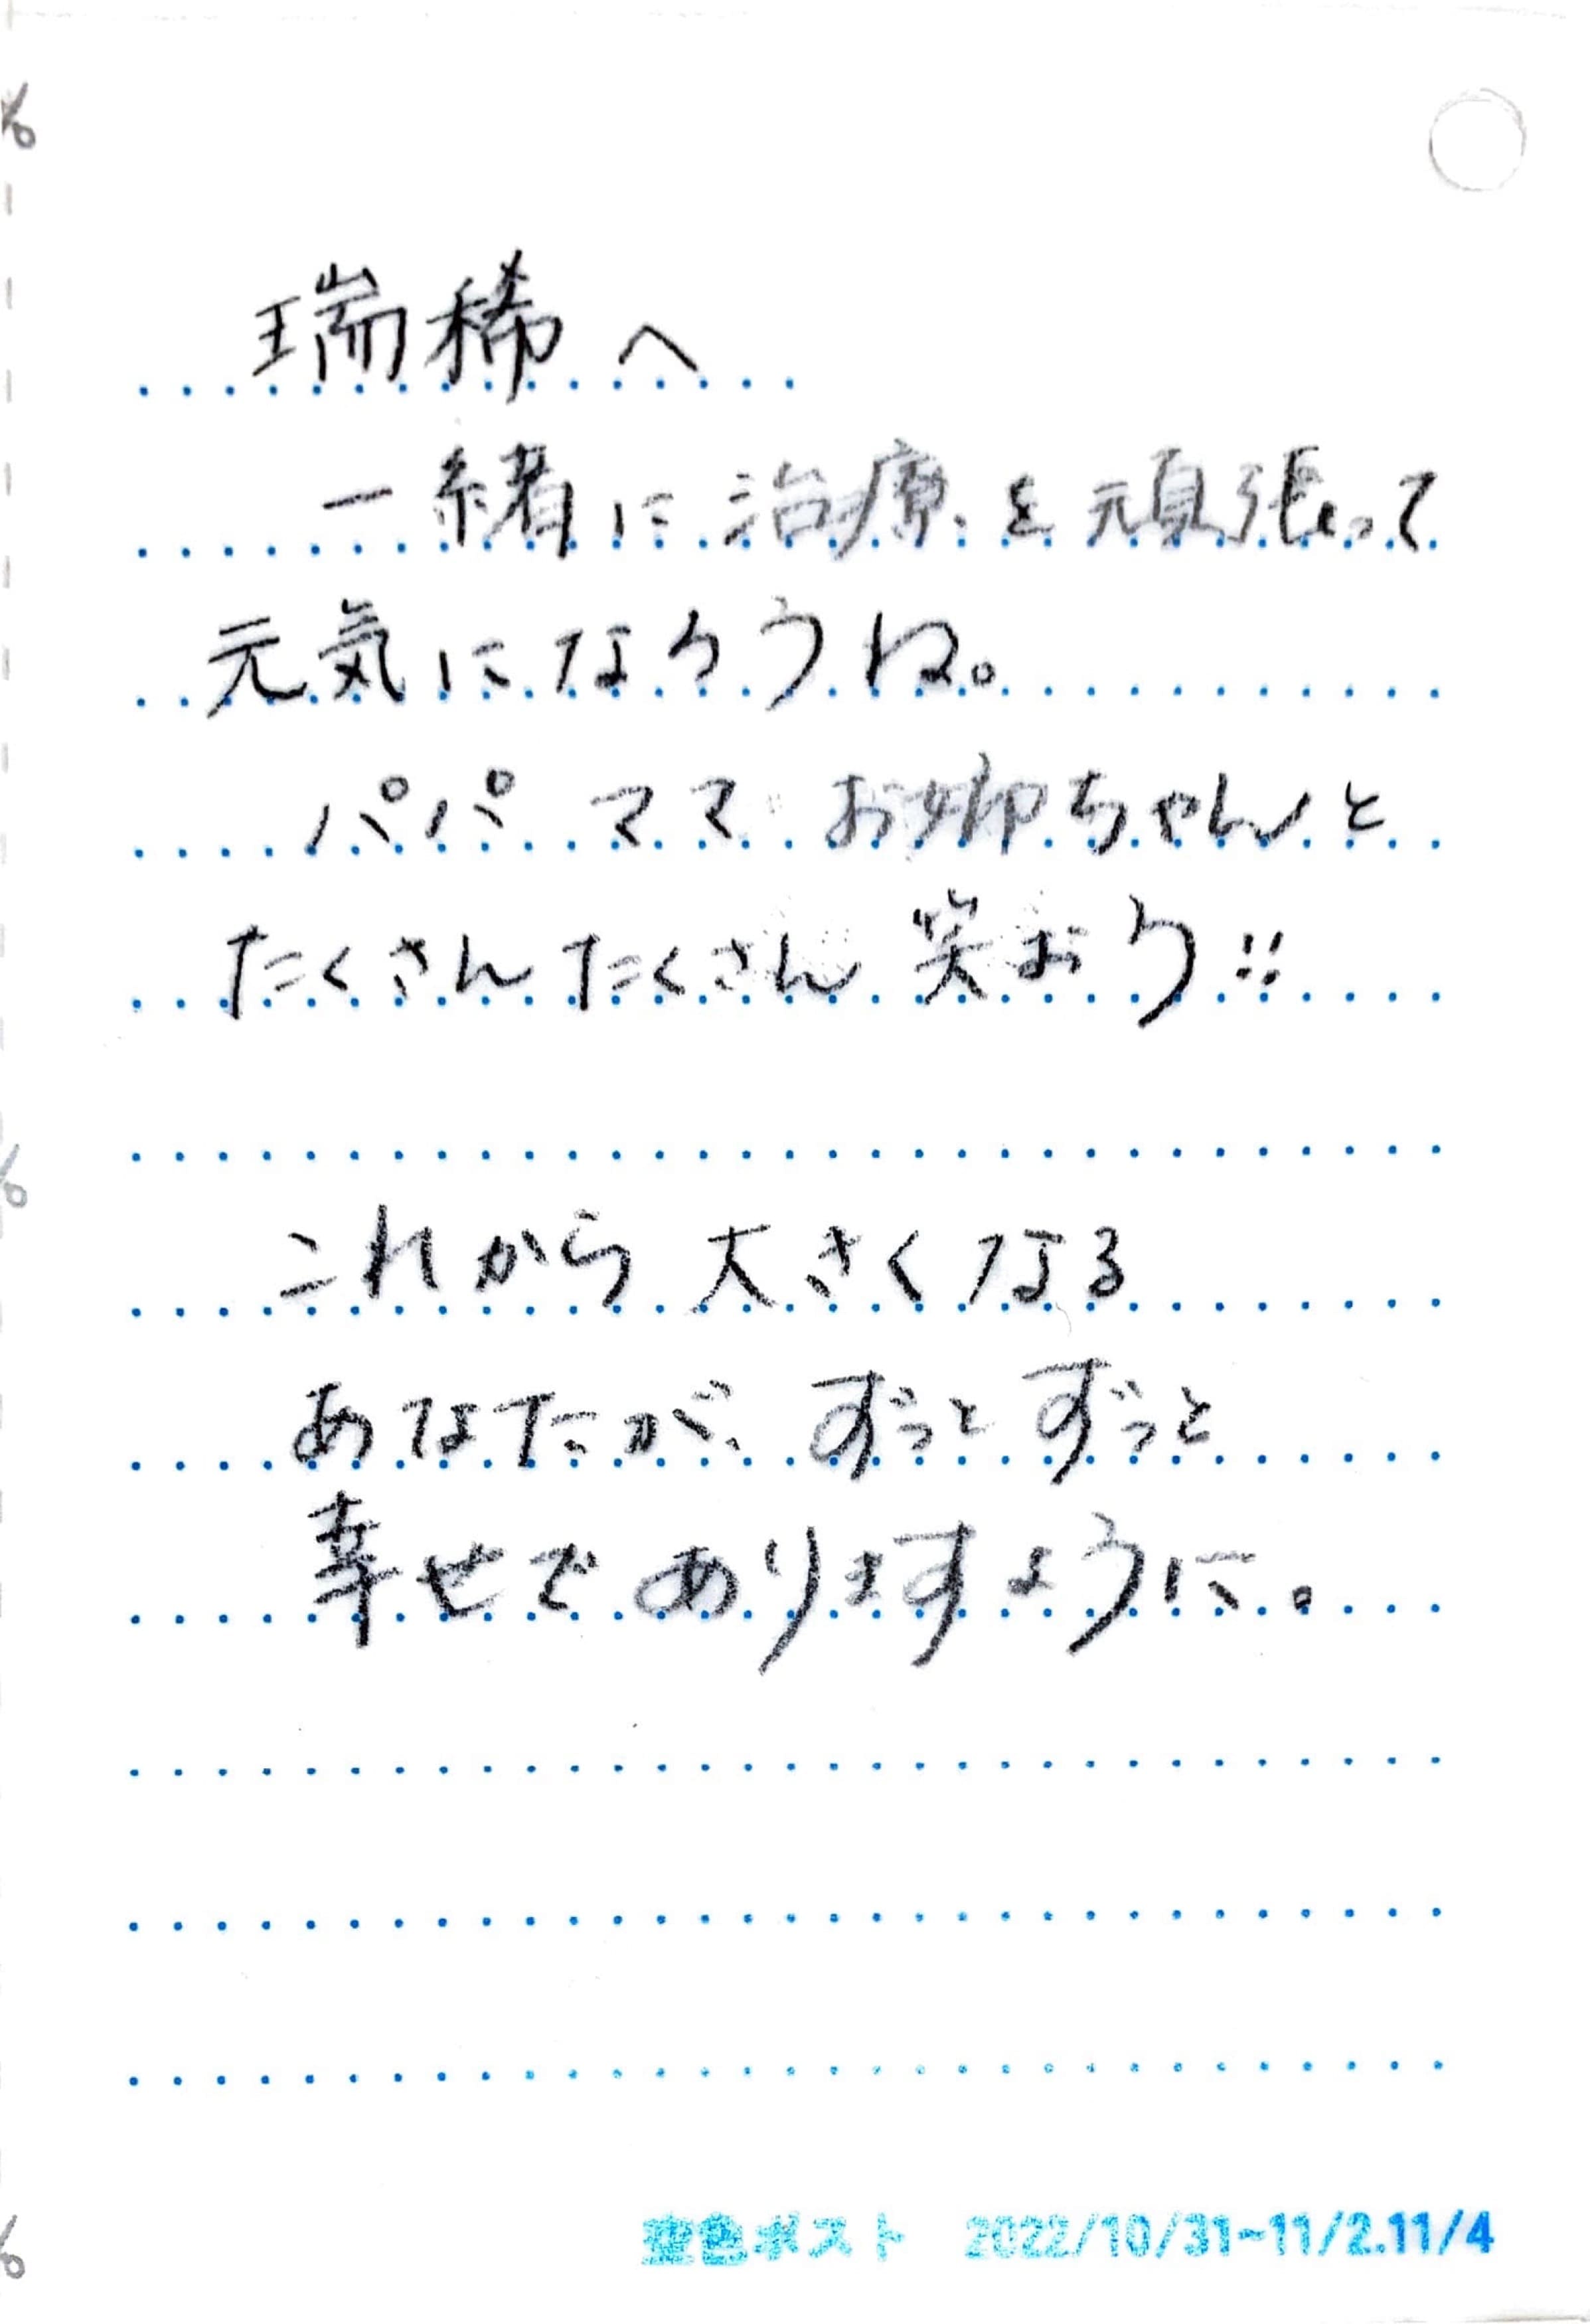 瑞稀へ
一緒に治療を頑張って
元気になろうね。
パパ ママ お姉ちゃんと
たくさんたくさん笑おう!!
これから大きくなる
あなたが、ずっとずっと
幸せでありますように。
空色ポスト 2022/10/31-11/2.11/4